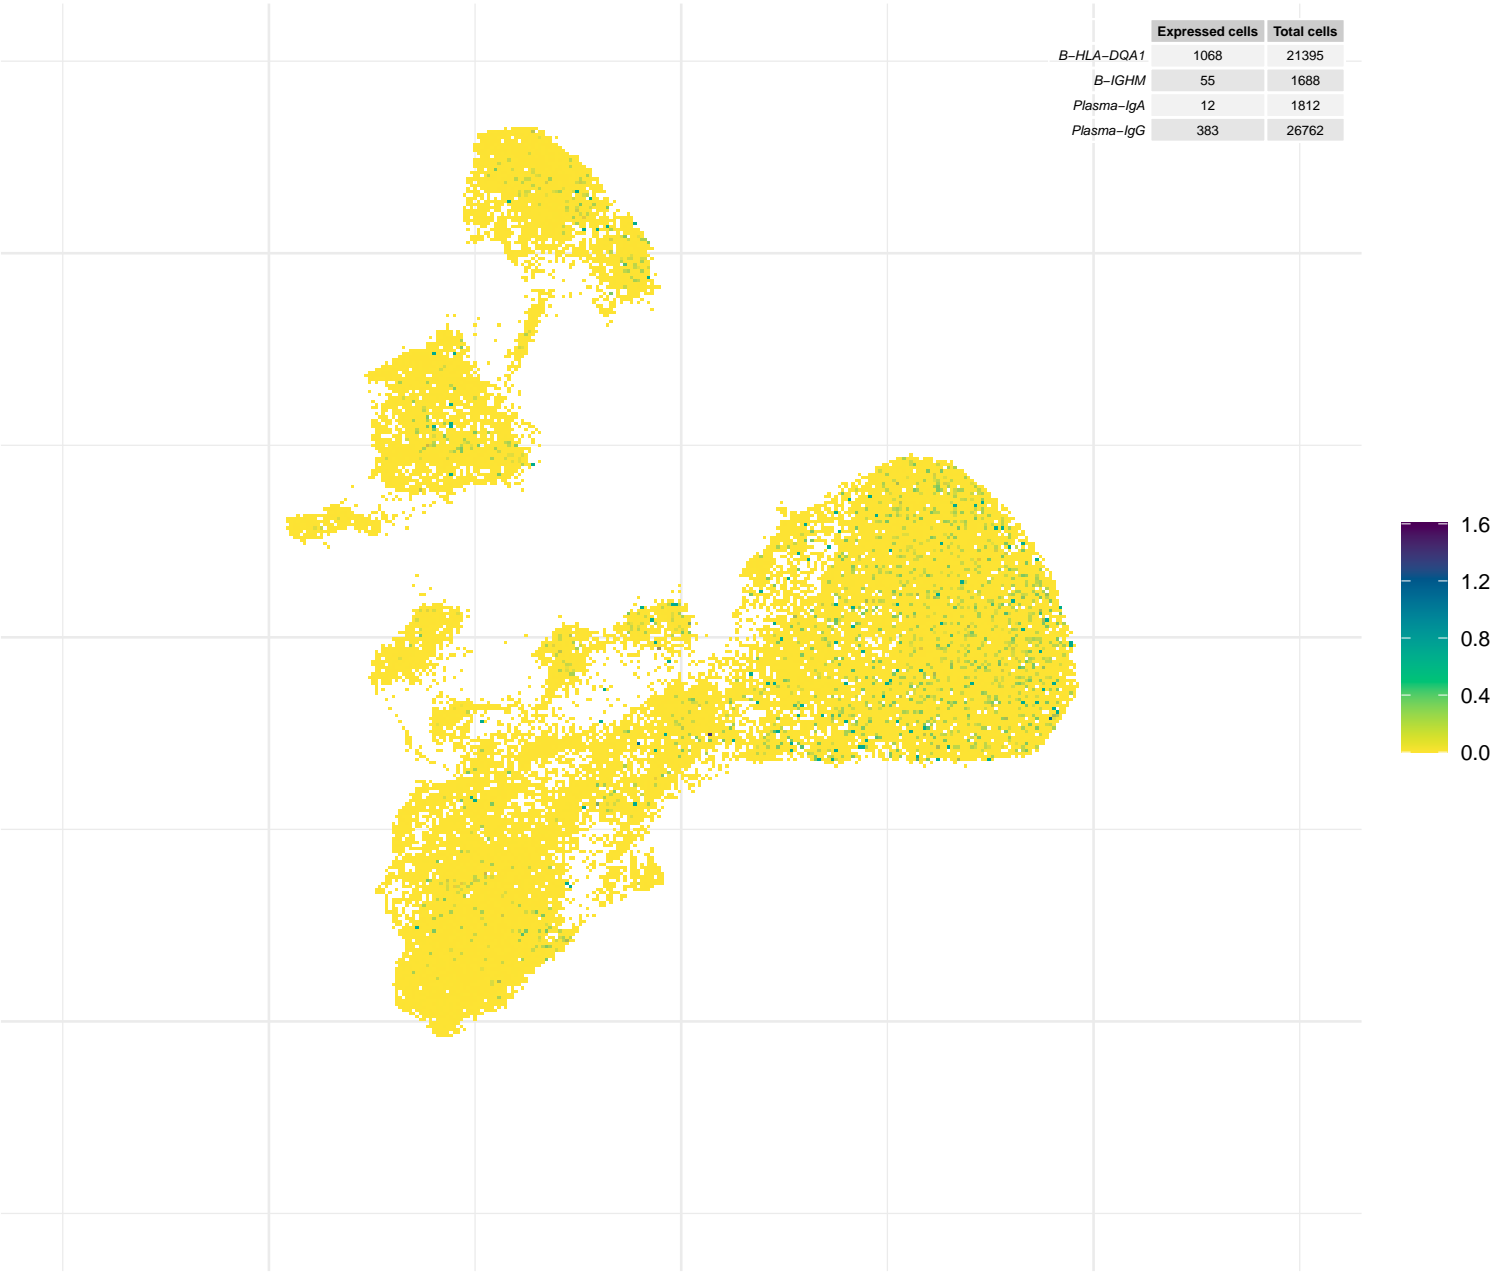 Expressed cells Total cells
B−HLA−DQA1 1068 21395
B−IGHM 55 1688
Plasma−IgA 12 1812
Plasma−IgG 383 26762
1.6
1.2
0.8
0.4
0.0